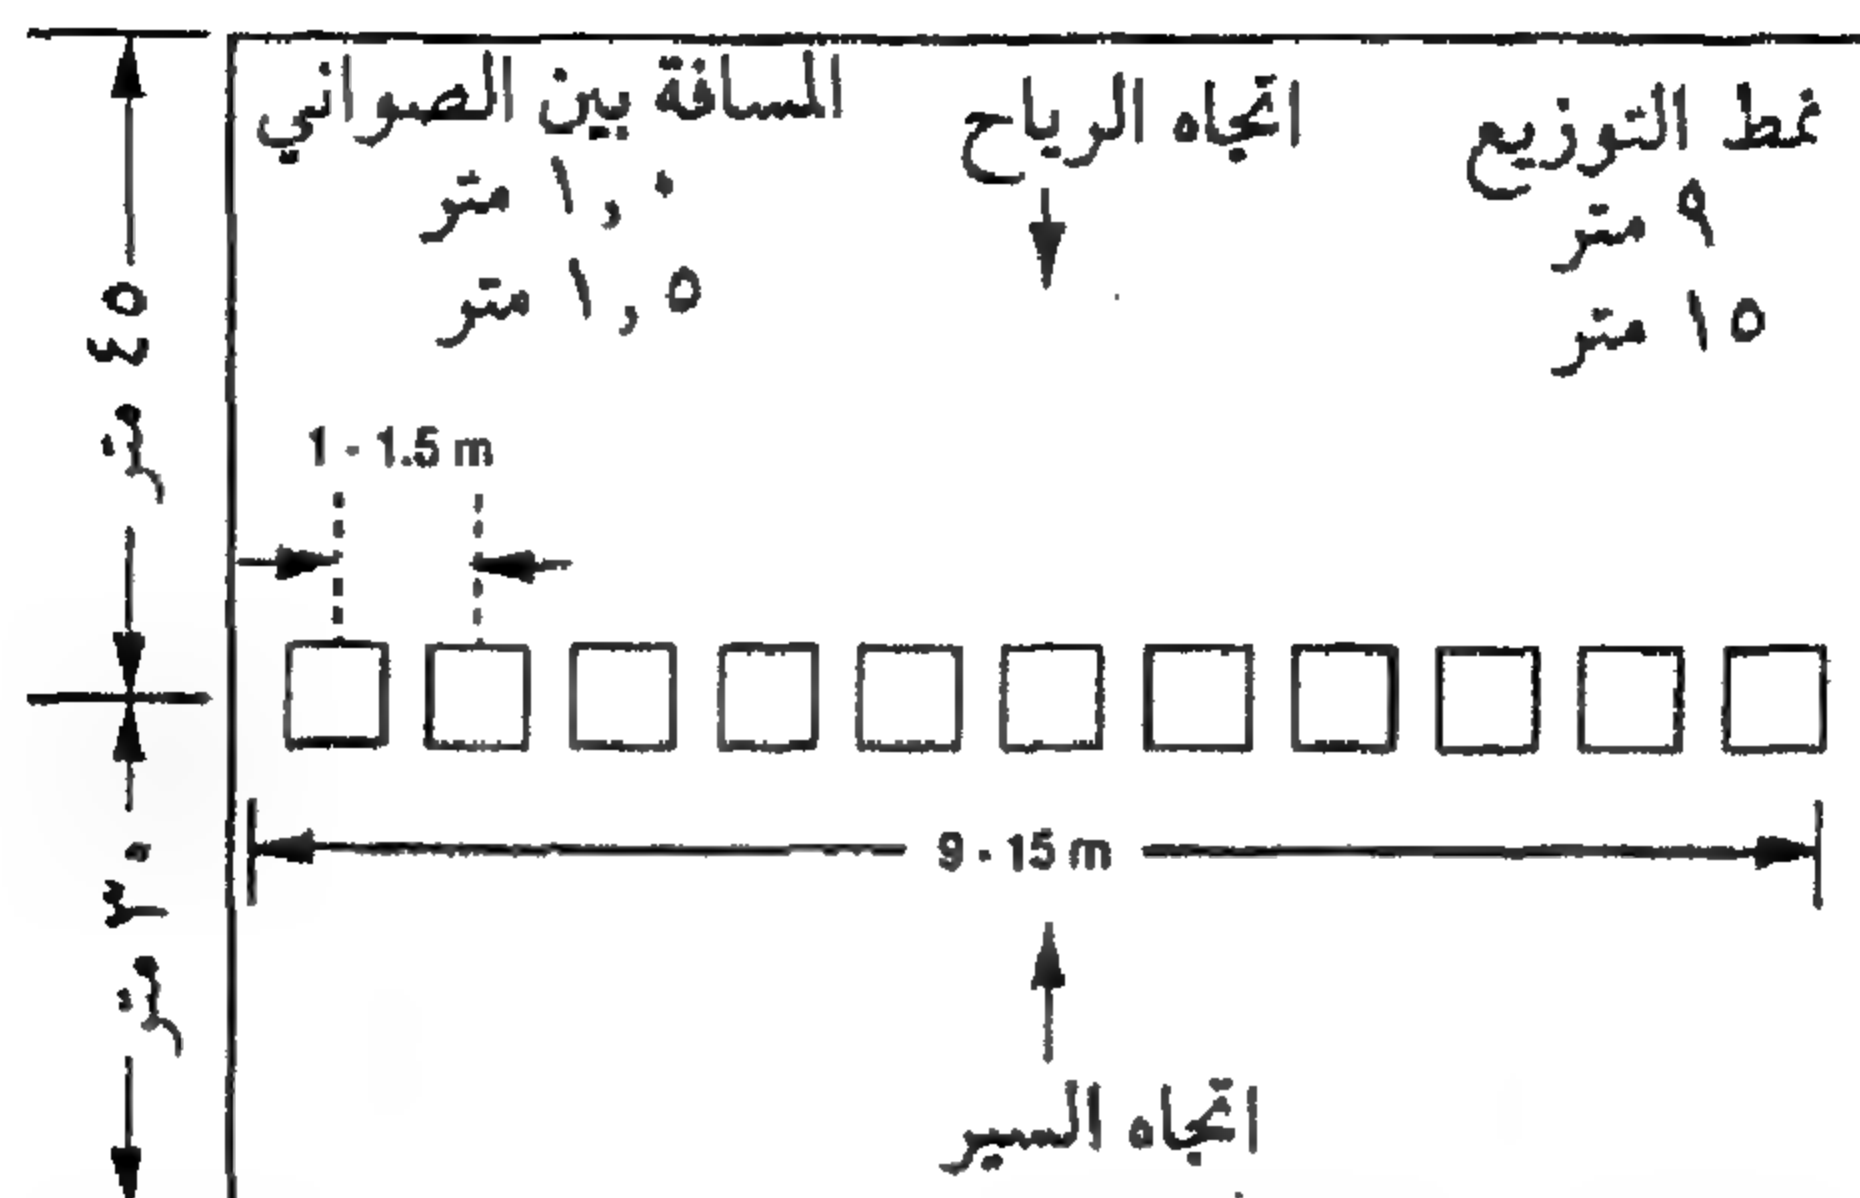 نمط التوزيع
٩ متر
١٥ متر
اتجاه الرياح
المسافة بين الصواني
١,٠ متر
١,٥ متر
٤٥ متر
1 - 1.5 m
9 - 15 m
٣٠ متر
اتجاه السير